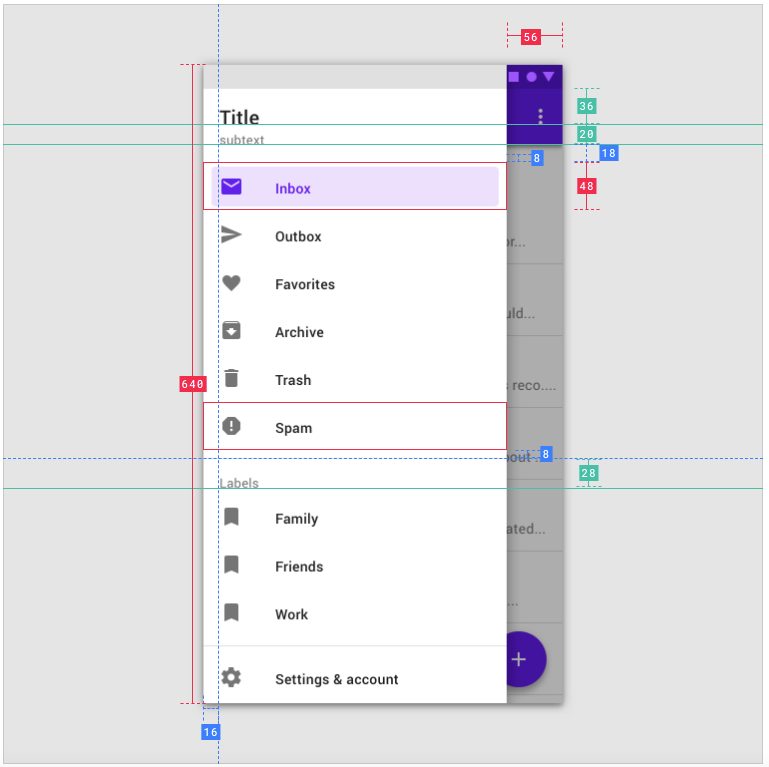 56
36
Title
20
subtext
18
8
48
Inbox
Outbox
or...
Favorites
uld...
Archive
Trash
640
s reco....
Spam
8
out ...
28
Labels
Family
ated...
Friends
...
Work
+
Settings & account
16